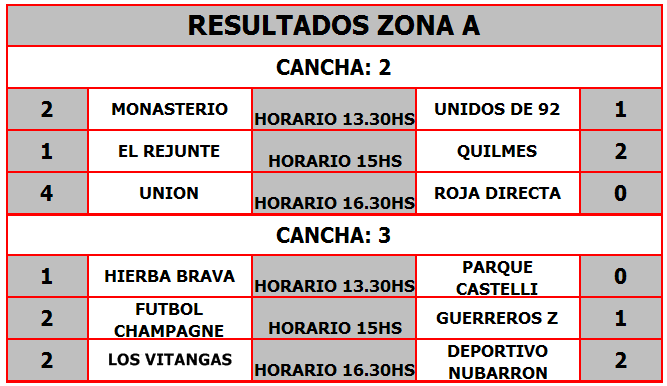 RESULTADOS ZONA A
CANCHA: 2
2 MONASTERIO HORARIO 13.30HS UNIDOS DE 92 1
1 EL REJUNTE HORARIO 15HS QUILMES 2
4 UNION HORARIO 16.30HS ROJA DIRECTA 0
CANCHA: 3
1 HIERBA BRAVA HORARIO 13.30HS PARQUE CASTELLI 0
2 FUTBOL CHAMPAGNE HORARIO 15HS GUERREROS Z 1
2 LOS VITANGAS HORARIO 16.30HS DEPORTIVO NUBARRON 2